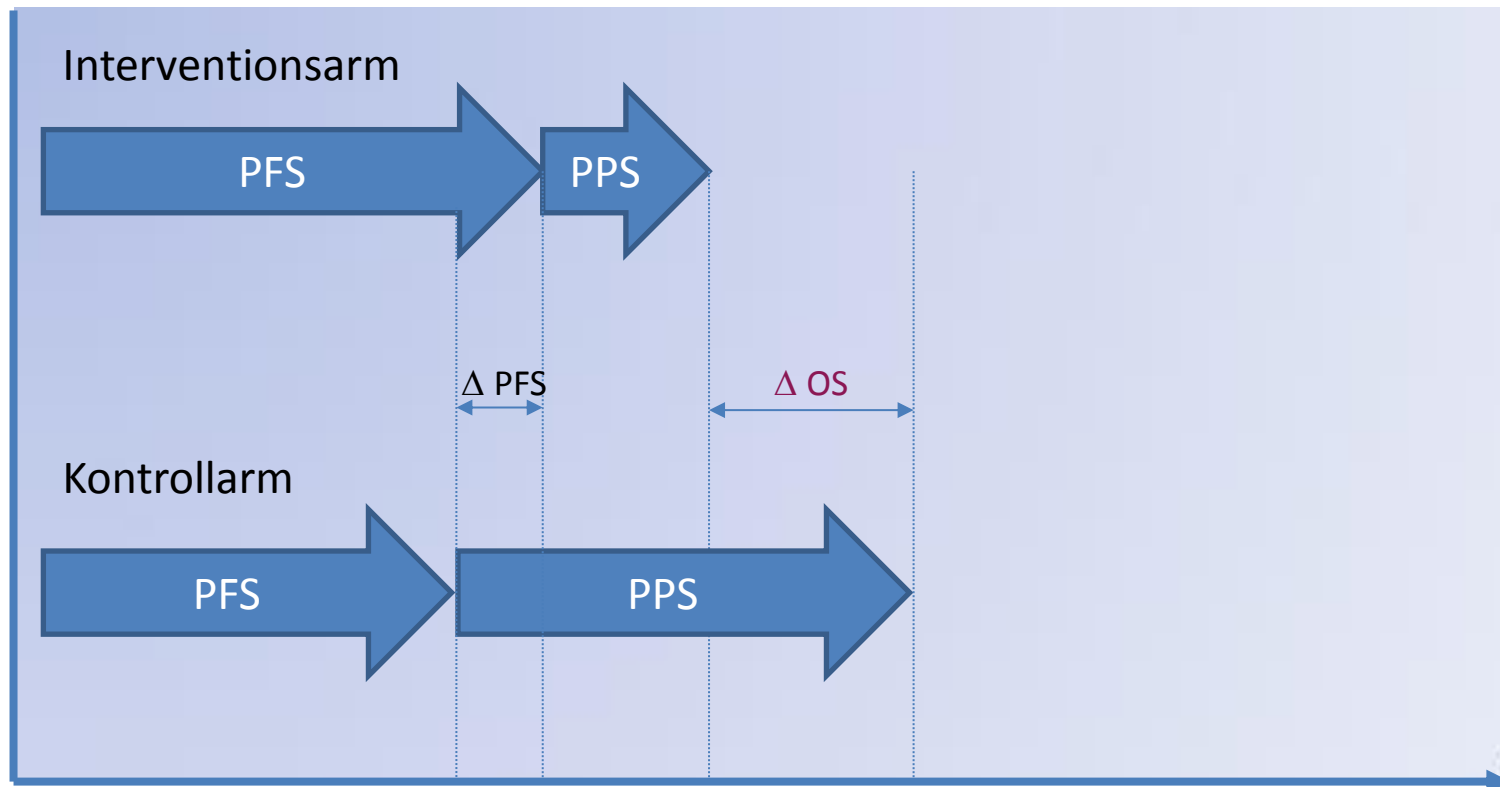 Interventionsarm
PFS PPS
Δ PFS Δ OS
Kontrollarm
PFS PPS